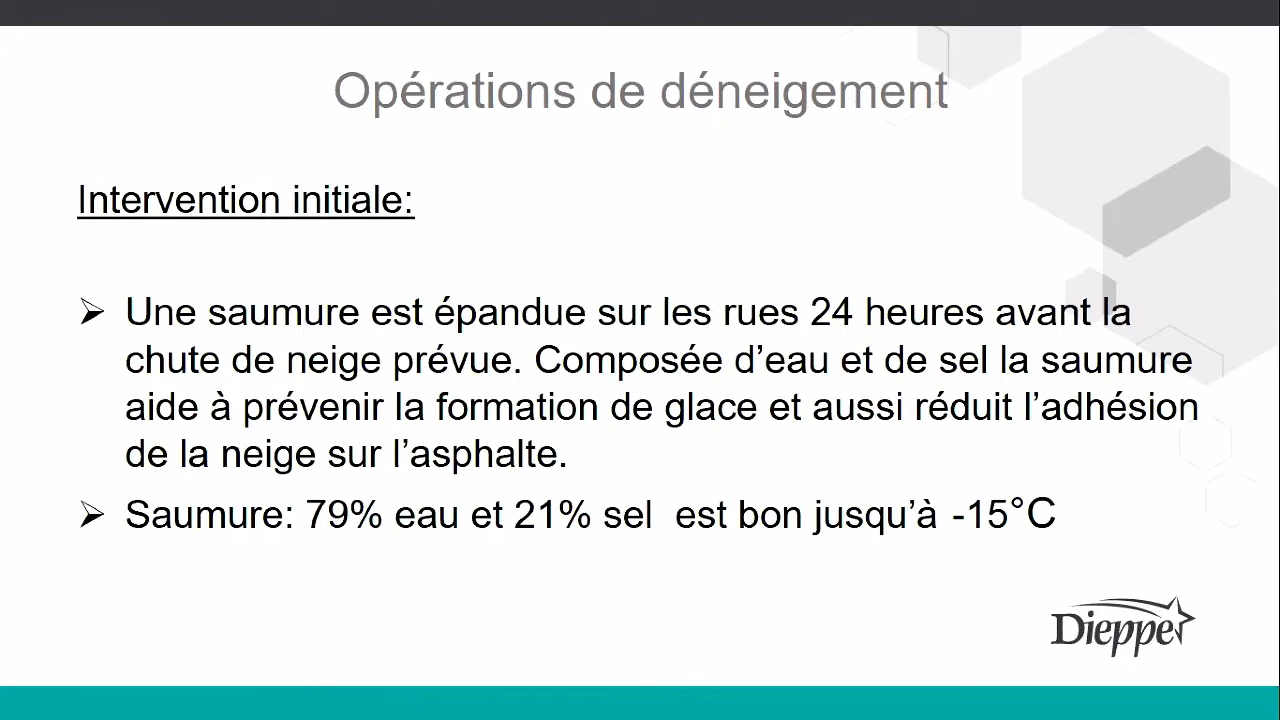 Opérations de déneigement
Intervention initiale:
➢ Une saumure est épandue sur les rues 24 heures avant la
chute de neige prévue. Composée d’eau et de sel la saumure
aide à prévenir la formation de glace et aussi réduit l’adhésion
de la neige sur l’asphalte.
➢ Saumure: 79% eau et 21% sel  est bon jusqu’à -15°C
Dieppe